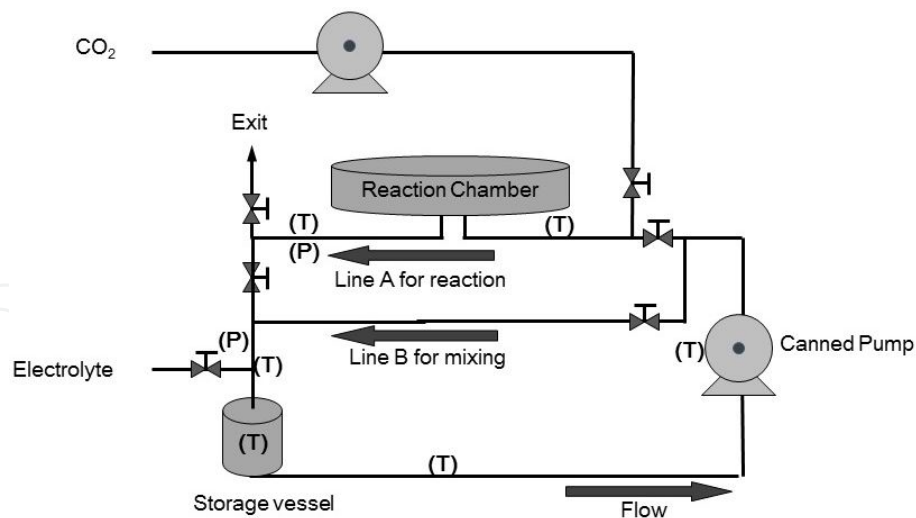 CO₂
Exit
Reaction Chamber
(T)
(T)
(P)
Line A for reaction
(P)
Line B for mixing
(T)
Canned Pump
Electrolyte
(T)
(T)
(T)
Storage vessel
Flow